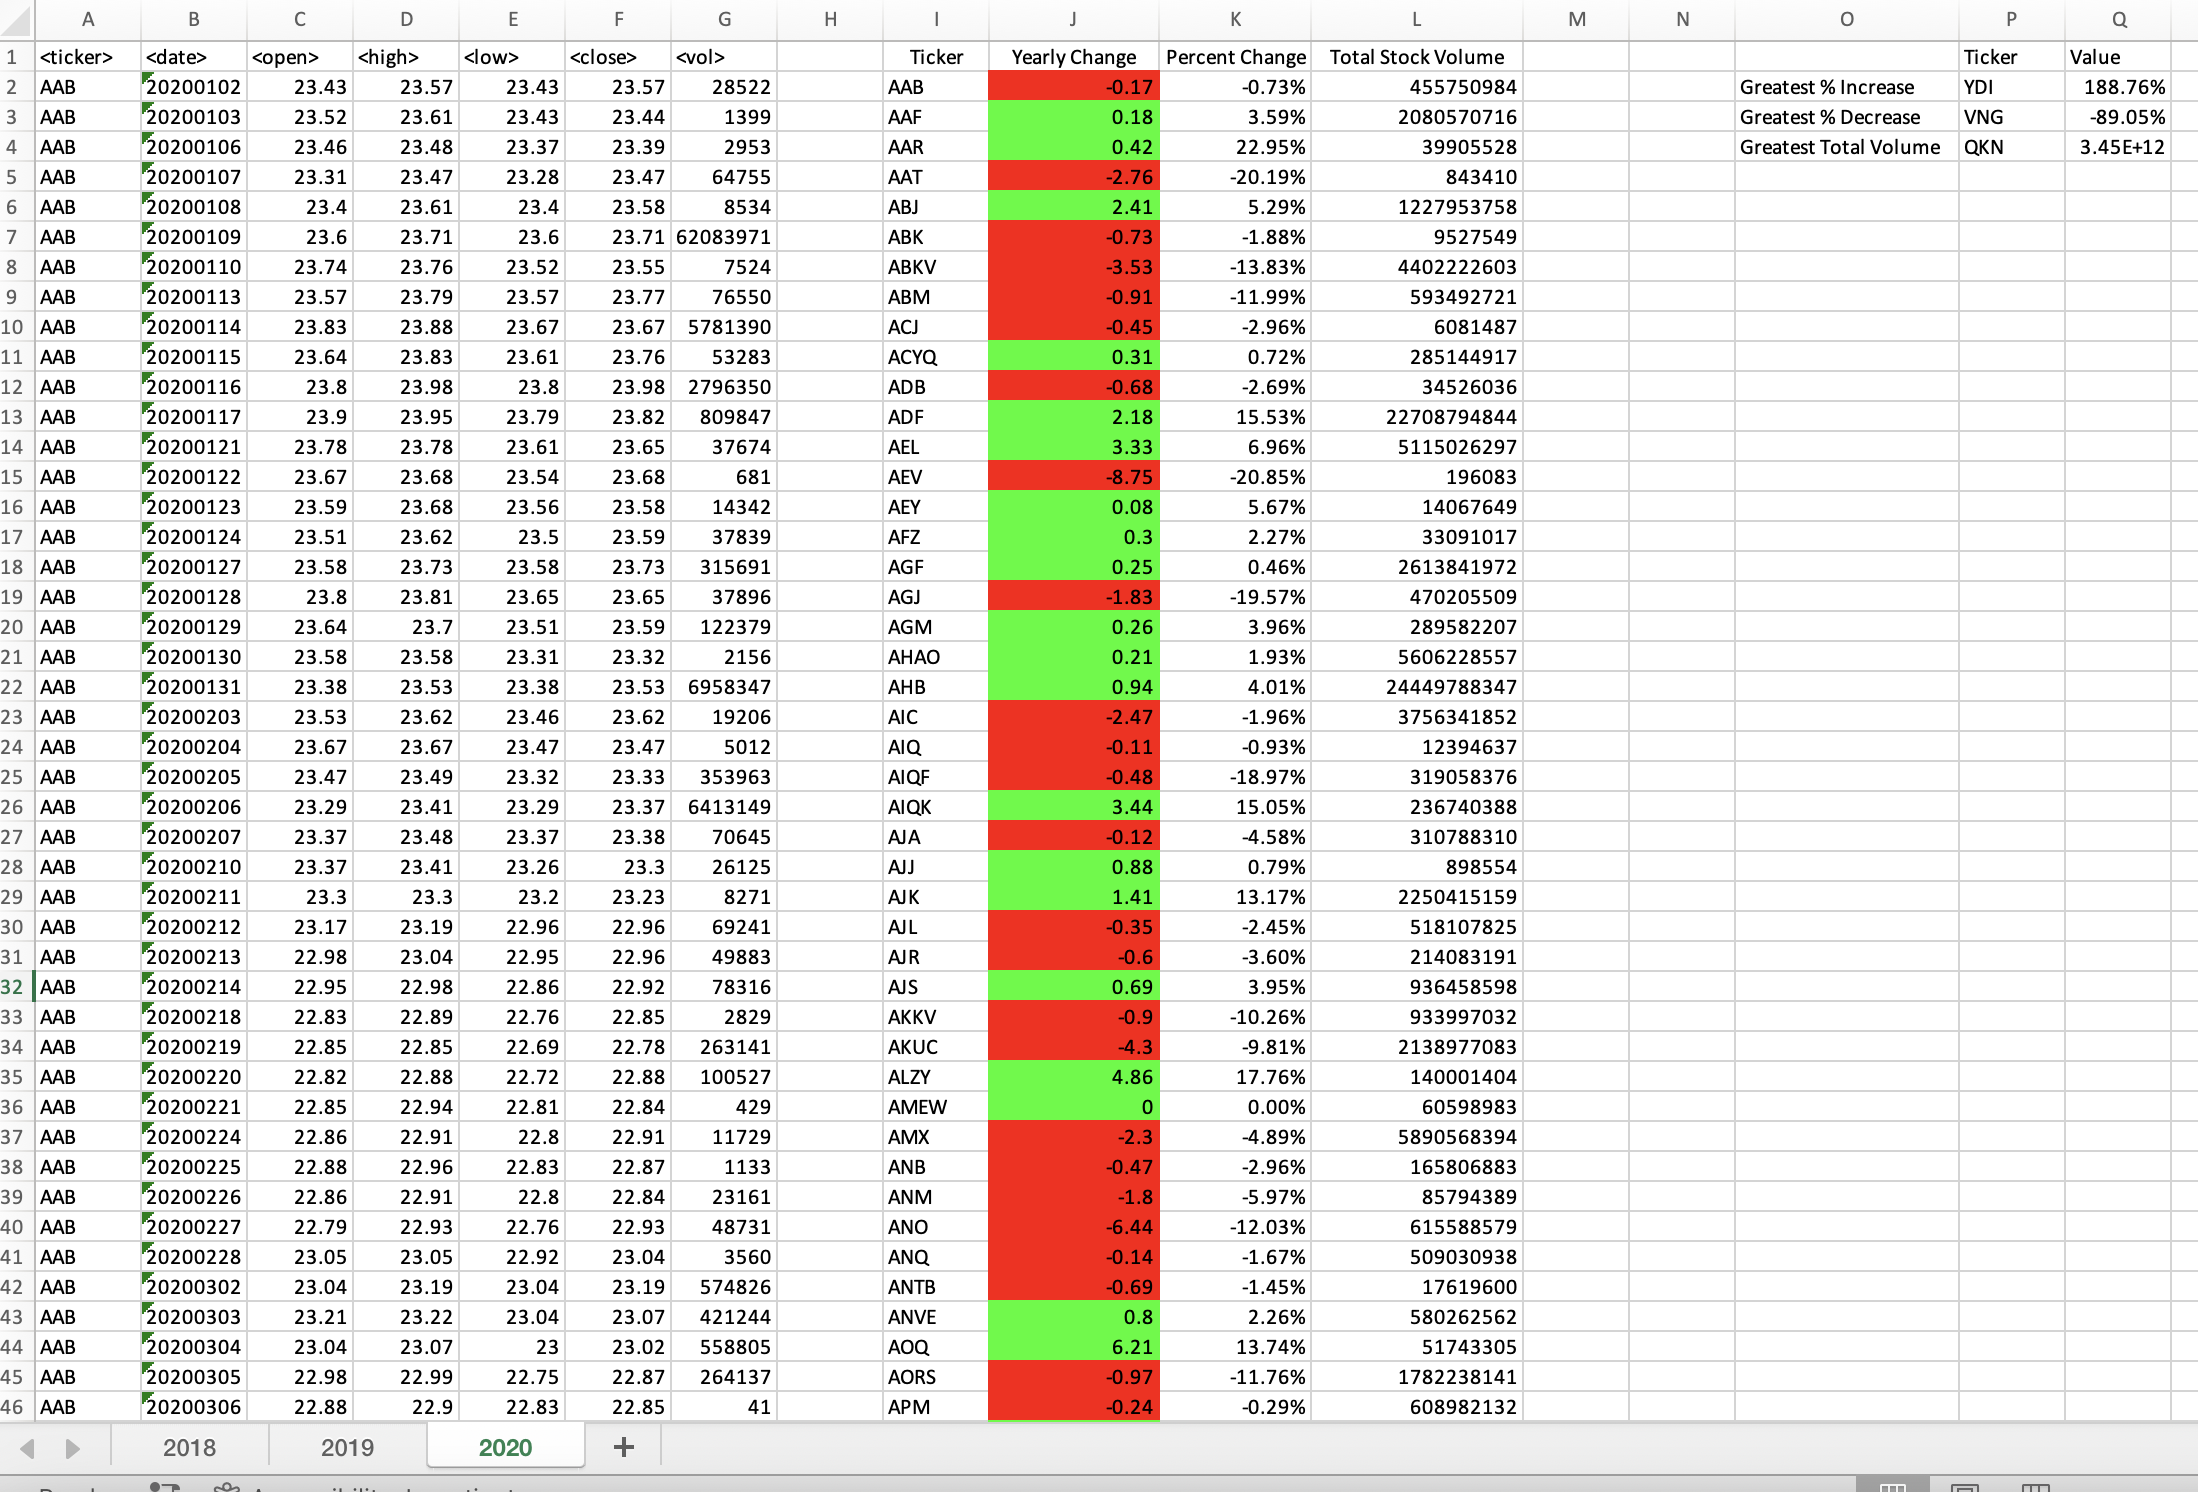 A B C D E F G H I J K L M N O P Q
1 <ticker> <date> <open> <high> <low> <close> <vol> Ticker Yearly Change Percent Change Total Stock Volume Ticker Value
2 AAB 20200102 23.43 23.57 23.43 23.57 28522 AAB -0.17 -0.73% 455750984 Greatest % Increase YDI 188.76%
3 AAB 20200103 23.52 23.61 23.43 23.44 1399 AAF 0.18 3.59% 2080570716 Greatest % Decrease VNG -89.05%
4 AAB 20200106 23.46 23.48 23.37 23.39 2953 AAR 0.42 22.95% 39905528 Greatest Total Volume QKN 3.45E+12
5 AAB 20200107 23.31 23.47 23.28 23.47 64755 AAT -2.76 -20.19% 843410
6 AAB 20200108 23.4 23.61 23.4 23.58 8534 ABJ 2.41 5.29% 1227953758
7 AAB 20200109 23.6 23.71 23.6 23.71 62083971 ABK -0.73 -1.88% 9527549
8 AAB 20200110 23.74 23.76 23.52 23.55 7524 ABKV -3.53 -13.83% 4402222603
9 AAB 20200113 23.57 23.79 23.57 23.77 76550 ABM -0.91 -11.99% 593492721
10 AAB 20200114 23.83 23.88 23.67 23.67 5781390 ACJ -0.45 -2.96% 6081487
11 AAB 20200115 23.64 23.83 23.61 23.76 53283 ACYQ 0.31 0.72% 285144917
12 AAB 20200116 23.8 23.98 23.8 23.98 2796350 ADB -0.68 -2.69% 34526036
13 AAB 20200117 23.9 23.95 23.79 23.82 809847 ADF 2.18 15.53% 22708794844
14 AAB 20200121 23.78 23.78 23.61 23.65 37674 AEL 3.33 6.96% 5115026297
15 AAB 20200122 23.67 23.68 23.54 23.68 681 AEV -8.75 -20.85% 196083
16 AAB 20200123 23.59 23.68 23.56 23.58 14342 AEY 0.08 5.67% 14067649
17 AAB 20200124 23.51 23.62 23.5 23.59 37839 AFZ 0.3 2.27% 33091017
18 AAB 20200127 23.58 23.73 23.58 23.73 315691 AGF 0.25 0.46% 2613841972
19 AAB 20200128 23.8 23.81 23.65 23.65 37896 AGJ -1.83 -19.57% 470205509
20 AAB 20200129 23.64 23.7 23.51 23.59 122379 AGM 0.26 3.96% 289582207
21 AAB 20200130 23.58 23.58 23.31 23.32 2156 AHAO 0.21 1.93% 5606228557
22 AAB 20200131 23.38 23.53 23.38 23.53 6958347 AHB 0.94 4.01% 24449788347
23 AAB 20200203 23.53 23.62 23.46 23.62 19206 AIC -2.47 -1.96% 3756341852
24 AAB 20200204 23.67 23.67 23.47 23.47 5012 AIQ -0.11 -0.93% 12394637
25 AAB 20200205 23.47 23.49 23.32 23.33 353963 AIQF -0.48 -18.97% 319058376
26 AAB 20200206 23.29 23.41 23.29 23.37 6413149 AIQK 3.44 15.05% 236740388
27 AAB 20200207 23.37 23.48 23.37 23.38 70645 AJA -0.12 -4.58% 310788310
28 AAB 20200210 23.37 23.41 23.26 23.3 26125 AJJ 0.88 0.79% 898554
29 AAB 20200211 23.3 23.3 23.2 23.23 8271 AJK 1.41 13.17% 2250415159
30 AAB 20200212 23.17 23.19 22.96 22.96 69241 AJL -0.35 -2.45% 518107825
31 AAB 20200213 22.98 23.04 22.95 22.96 49883 AJR -0.6 -3.60% 214083191
32 AAB 20200214 22.95 22.98 22.86 22.92 78316 AJS 0.69 3.95% 936458598
33 AAB 20200218 22.83 22.89 22.76 22.85 2829 AKKV -0.9 -10.26% 933997032
34 AAB 20200219 22.85 22.85 22.69 22.78 263141 AKUC -4.3 -9.81% 2138977083
35 AAB 20200220 22.82 22.88 22.72 22.88 100527 ALZY 4.86 17.76% 140001404
36 AAB 20200221 22.85 22.94 22.81 22.84 429 AMEW 0 0.00% 60598983
37 AAB 20200224 22.86 22.91 22.8 22.91 11729 AMX -2.3 -4.89% 5890568394
38 AAB 20200225 22.88 22.96 22.83 22.87 1133 ANB -0.47 -2.96% 165806883
39 AAB 20200226 22.86 22.91 22.8 22.84 23161 ANM -1.8 -5.97% 85794389
40 AAB 20200227 22.79 22.93 22.76 22.93 48731 ANO -6.44 -12.03% 615588579
41 AAB 20200228 23.05 23.05 22.92 23.04 3560 ANQ -0.14 -1.67% 509030938
42 AAB 20200302 23.04 23.19 23.04 23.19 574826 ANTB -0.69 -1.45% 17619600
43 AAB 20200303 23.21 23.22 23.04 23.07 421244 ANVE 0.8 2.26% 580262562
44 AAB 20200304 23.04 23.07 23 23.02 558805 AOQ 6.21 13.74% 51743305
45 AAB 20200305 22.98 22.99 22.75 22.87 264137 AORS -0.97 -11.76% 1782238141
46 AAB 20200306 22.88 22.9 22.83 22.85 41 APM -0.24 -0.29% 608982132
2018 2019 2020 +